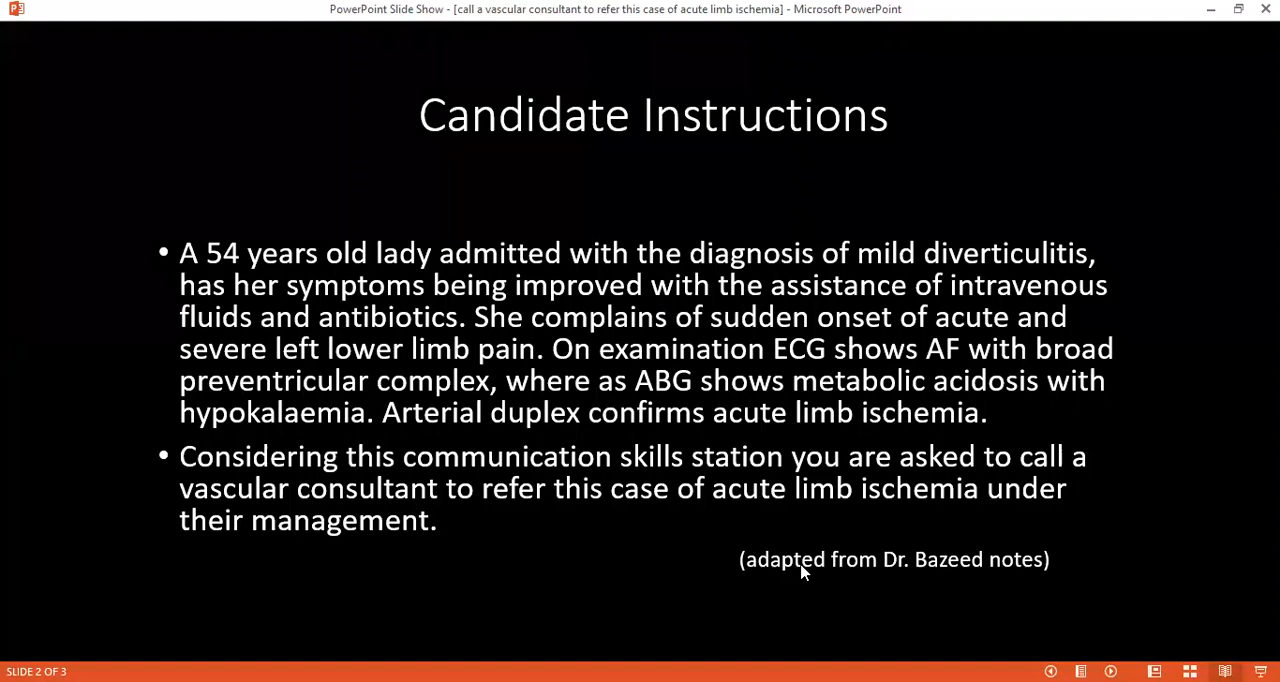 PowerPoint Slide Show - [call a vascular consultant to refer this case of acute limb ischemia] - Microsoft PowerPoint
Candidate Instructions
• A 54 years old lady admitted with the diagnosis of mild diverticulitis,
has her symptoms being improved with the assistance of intravenous
fluids and antibiotics. She complains of sudden onset of acute and
severe left lower limb pain. On examination ECG shows AF with broad
preventricular complex, where as ABG shows metabolic acidosis with
hypokalaemia. Arterial duplex confirms acute limb ischemia.
• Considering this communication skills station you are asked to call a
vascular consultant to refer this case of acute limb ischemia under
their management.
(adapted from Dr. Bazeed notes)
SLIDE 2 OF 3